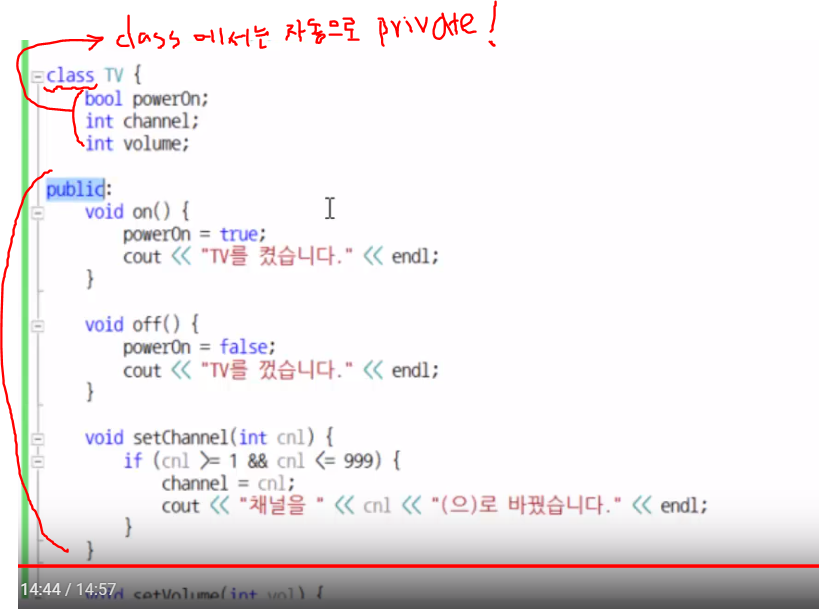 class 에서는 자동으로 private!
class TV {
bool powerOn;
int channel;
int volume;
public:
void on() {
powerOn = true;
cout << "TV를 켰습니다." << endl;
}
void off() {
powerOn = false;
cout << "TV를 껐습니다." << endl;
}
void setChannel(int cnl) {
if (cnl >= 1 && cnl <= 999) {
channel = cnl;
cout << "채널을 " << cnl << "(으)로 바꿨습니다." << endl;
}
}
14:44 / 14:57
void setVolume(int vol) {